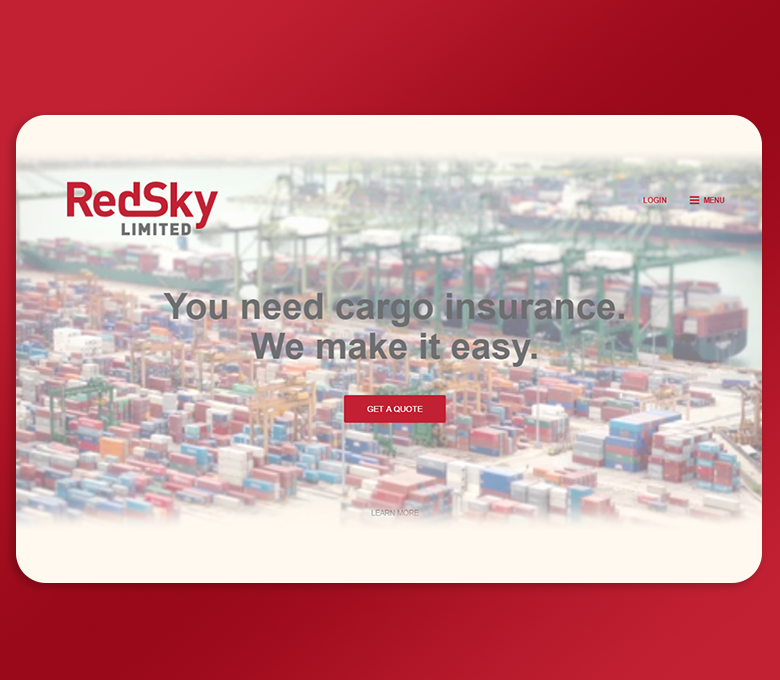 RedSky
LIMITED
LOGIN
MENU
You need cargo insurance.
We make it easy.
GET A QUOTE
LEARN MORE